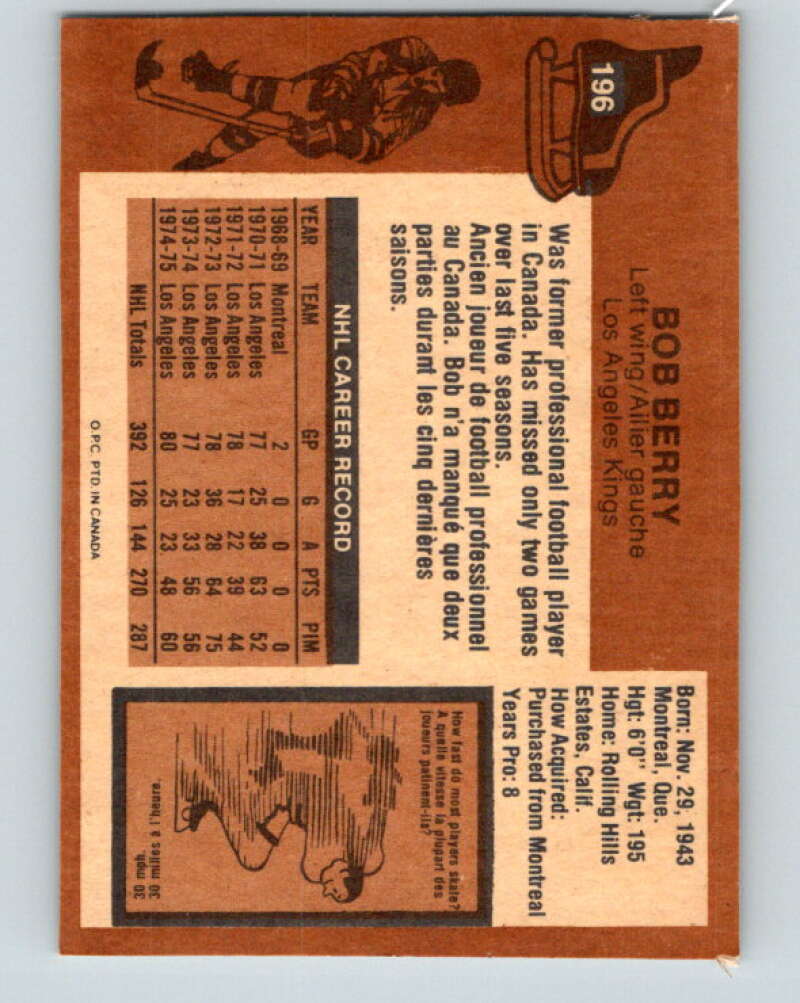 196
BOB BERRY
Left wing/Ailier gauche
Los Angeles Kings
Was former professional football player
in Canada. Has missed only two games
over last five seasons.
Ancien joueur de football professionnel
au Canada. Bob n'a manqué que deux
parties durant les cinq dernières
saisons.
NHL CAREER RECORD
YEAR TEAM GP G A PTS PIM
1968-69 Montreal 2 0 0 0 0
1970-71 Los Angeles 77 25 38 63 52
1971-72 Los Angeles 78 17 22 39 44
1972-73 Los Angeles 78 36 28 64 75
1973-74 Los Angeles 77 23 33 56 56
1974-75 Los Angeles 80 25 23 48 60
NHL Totals 392 126 144 270 287
O.P.C. PTD. IN CANADA
Born: Nov. 29, 1943
Montreal, Que.
Hgt: 6'0" Wgt: 195
Home: Rolling Hills
Estates, Calif.
How Acquired:
Purchased from Montreal
Years Pro: 8
How fast do most players skate?
A quelle vitesse la plupart des
joueurs patinent-ils?
30 mph
30 milles à l'heure.